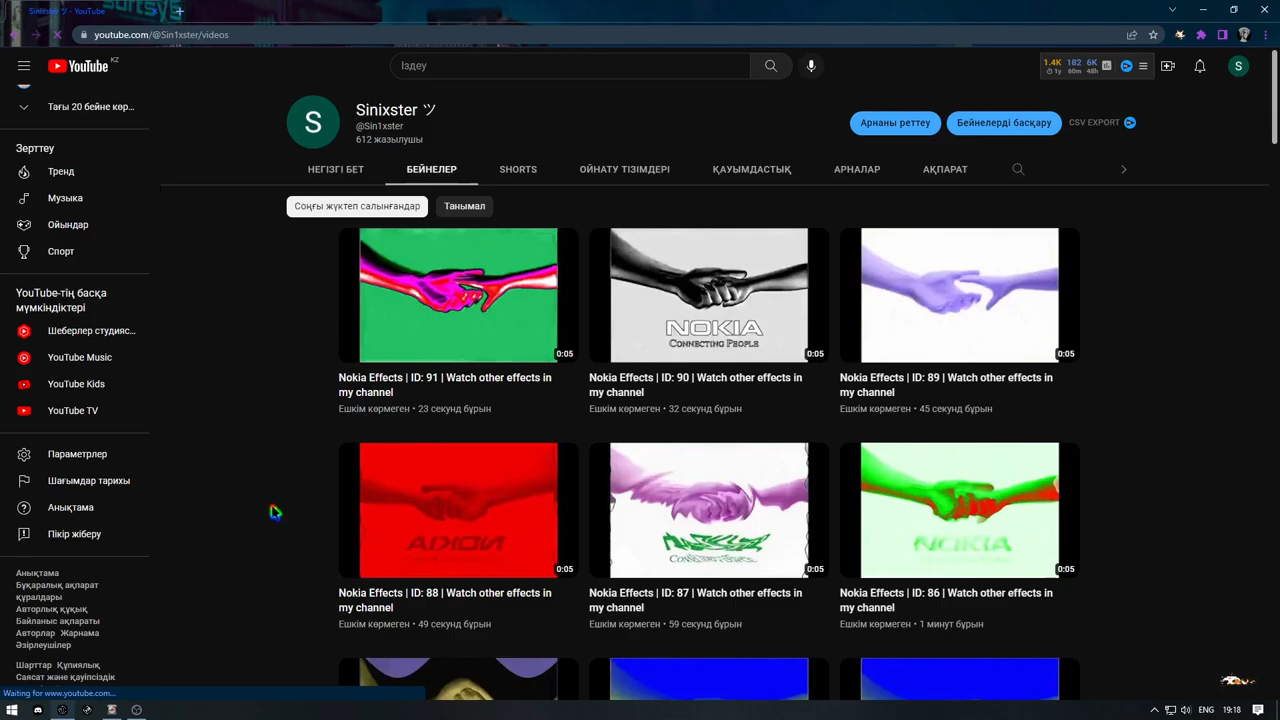 Sinixster ツ - YouTube
youtube.com/@Sin1xster/videos
YouTube KZ
Іздеу
1.4K 182 6K
1y 60m 48h
S
Тағы 20 бейне көр...
Зерттеу
Тренд
Музыка
Ойындар
Спорт
YouTube-тің басқа
мүмкіндіктері
Шеберлер студияс...
YouTube Music
YouTube Kids
YouTube TV
Параметрлер
Шағымдар тарихы
Анықтама
Пікір жіберу
Анықтама
Бұқаралық ақпарат
құралдары
Авторлық құқық
Байланыс ақпараты
Авторлар Жарнама
Әзірлеушілер
Шарттар Құпиялық
Саясат және қауіпсіздік
S
Sinixster ツ
@Sin1xster
612 жазылушы
Арнаны реттеу
Бейнелерді басқару
CSV EXPORT
НЕГІЗГІ БЕТ
БЕЙНЕЛЕР
SHORTS
ОЙНАТУ ТІЗІМДЕРІ
ҚАУЫМДАСТЫҚ
АРНАЛАР
АҚПАРАТ
Соңғы жүктеп салынғандар
Танымал
0:05
Nokia Effects | ID: 91 | Watch other effects in
my channel
Ешкім көрмеген • 23 секунд бұрын
NOKIA
CONNECTING PEOPLE
0:05
Nokia Effects | ID: 90 | Watch other effects in
my channel
Ешкім көрмеген • 32 секунд бұрын
0:05
Nokia Effects | ID: 89 | Watch other effects in
my channel
Ешкім көрмеген • 45 секунд бұрын
NOKIA
0:05
Nokia Effects | ID: 88 | Watch other effects in
my channel
Ешкім көрмеген • 49 секунд бұрын
0:05
Nokia Effects | ID: 87 | Watch other effects in
my channel
Ешкім көрмеген • 59 секунд бұрын
NOKIA
0:05
Nokia Effects | ID: 86 | Watch other effects in
my channel
Ешкім көрмеген • 1 минут бұрын
Waiting for www.youtube.com...
ENG
19:18